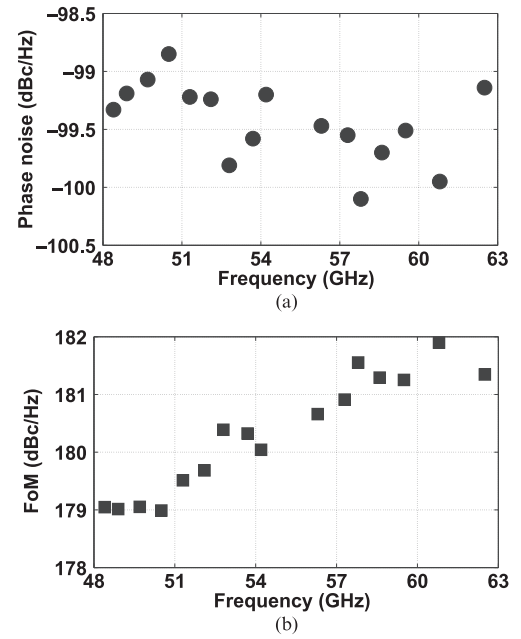 −98.5
−99
−99.5
−100
−100.5
Phase noise (dBc/Hz)
48 51 54 57 60 63
Frequency (GHz)
(a)
182
181
180
179
178
FoM (dBc/Hz)
48 51 54 57 60 63
Frequency (GHz)
(b)